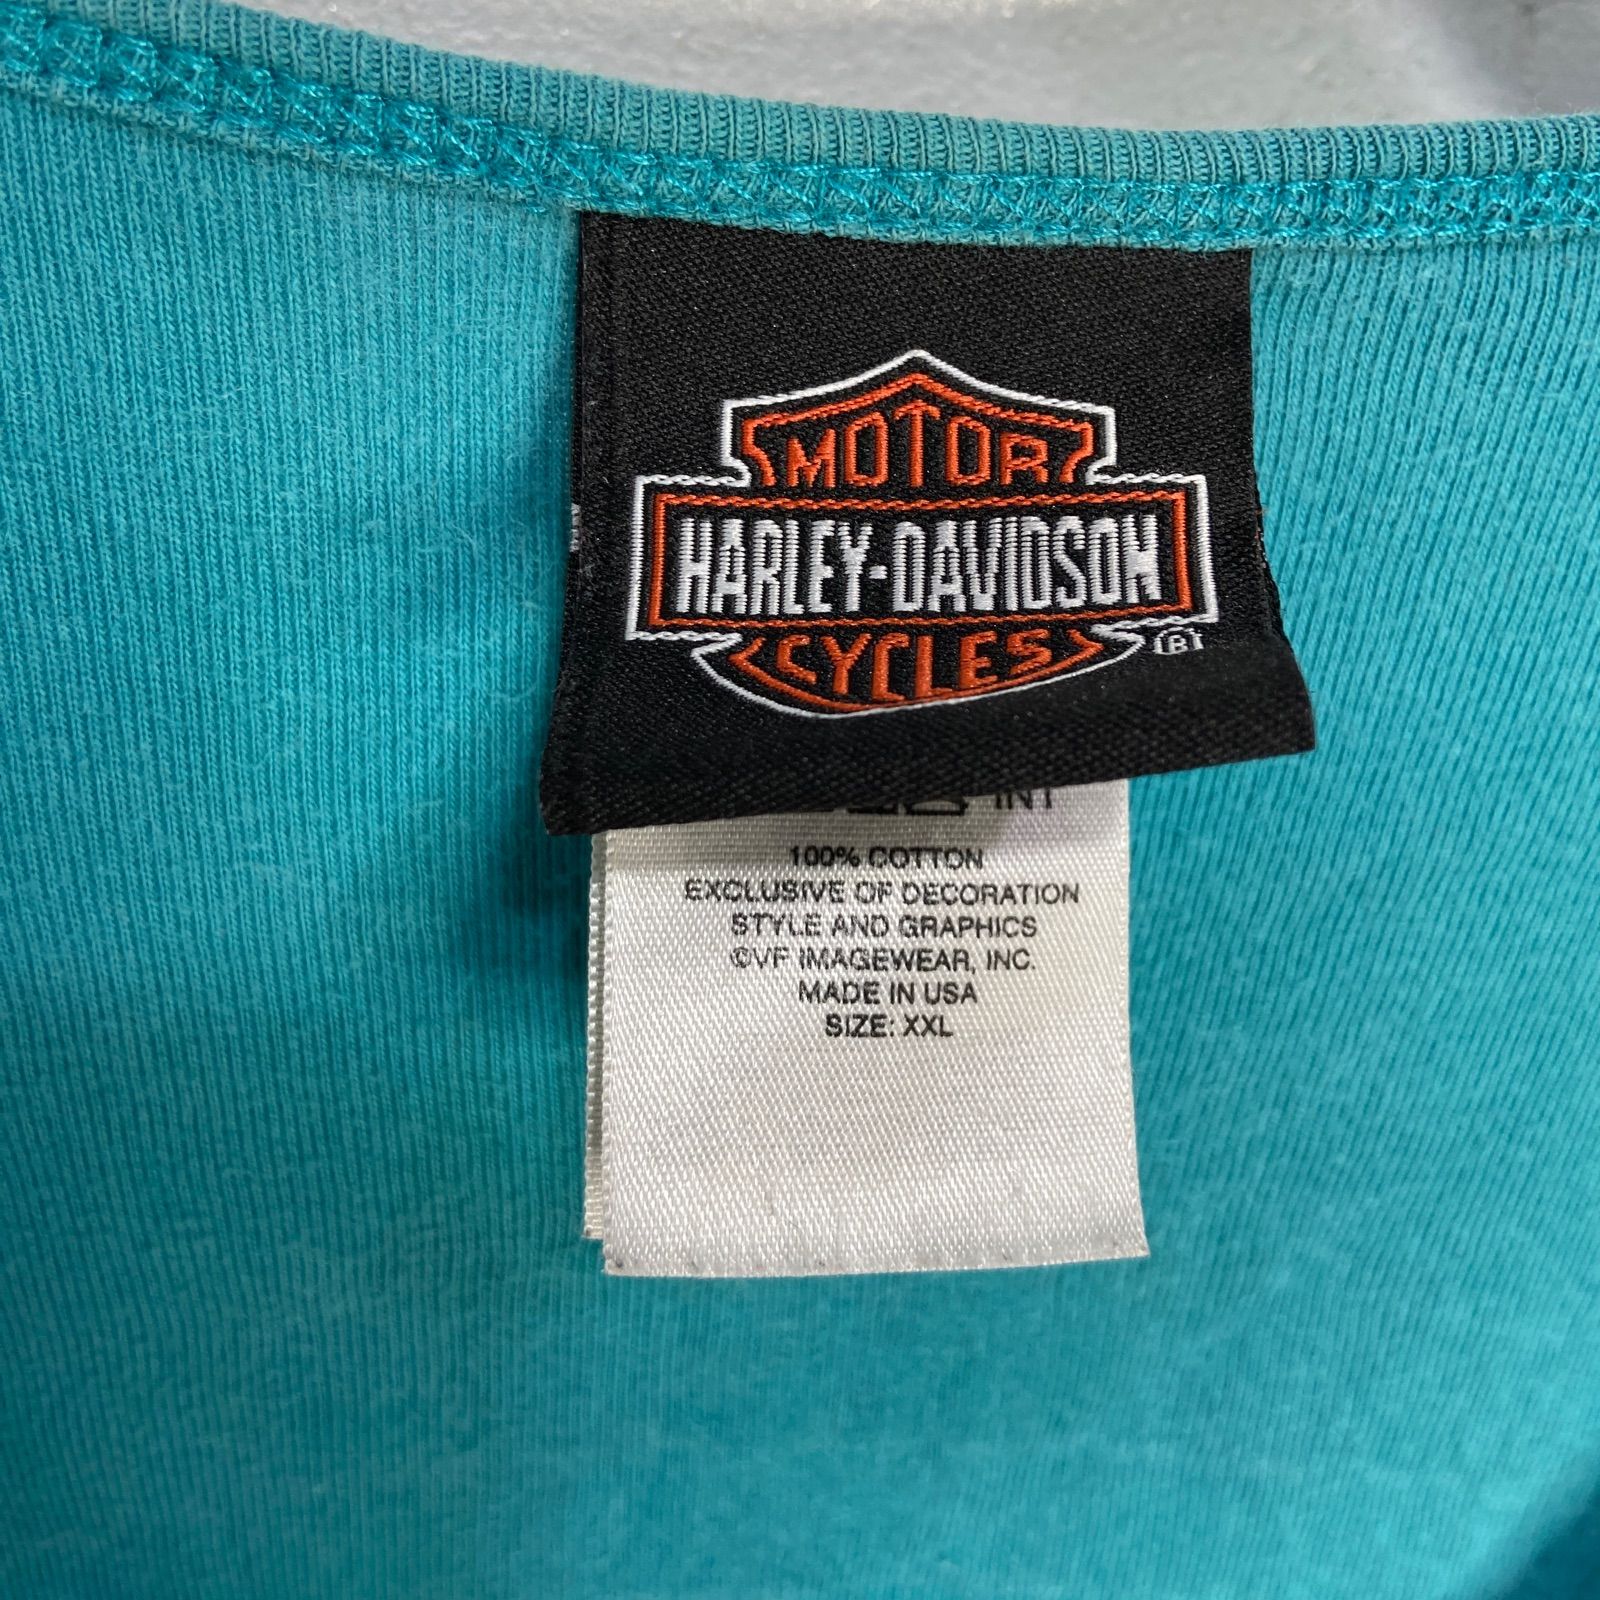 MOTOR
HARLEY-DAVIDSON
CYCLES ®
INT
100% COTTON
EXCLUSIVE OF DECORATION
STYLE AND GRAPHICS
©VF IMAGEWEAR, INC.
MADE IN USA
SIZE: XXL